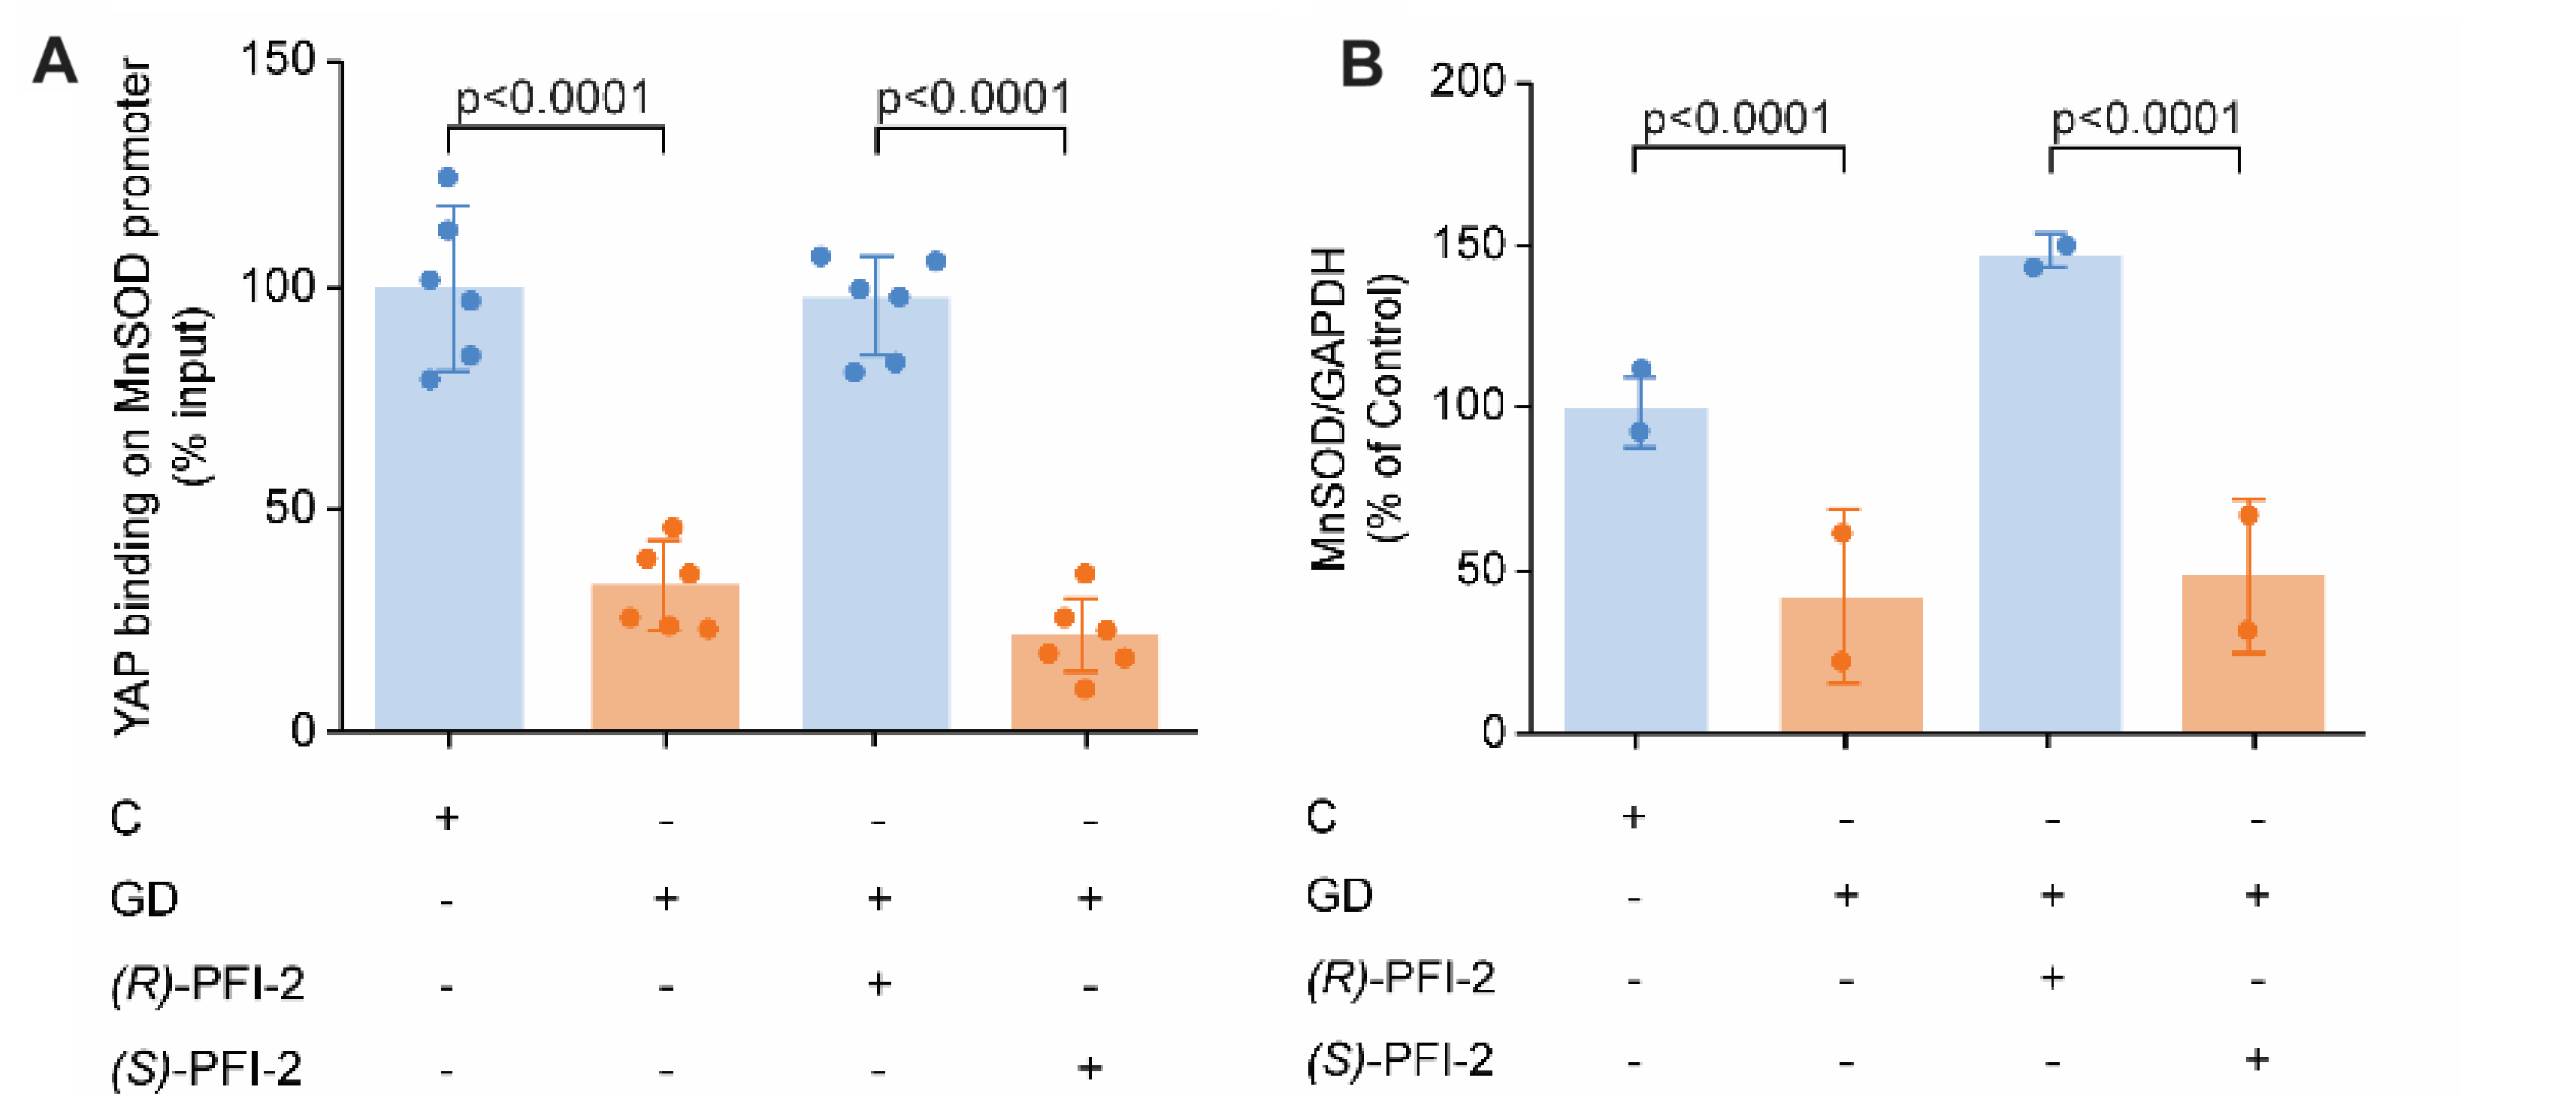 A
YAP binding on MnSOD promoter
(% input)
150
100
50
0
p<0.0001
p<0.0001
C + - - -
GD - + + +
(R)-PFI-2 - - + -
(S)-PFI-2 - - - +
B
MnSOD/GAPDH
(% of Control)
200
150
100
50
0
p<0.0001
p<0.0001
C + - - -
GD - + + +
(R)-PFI-2 - - + -
(S)-PFI-2 - - - +